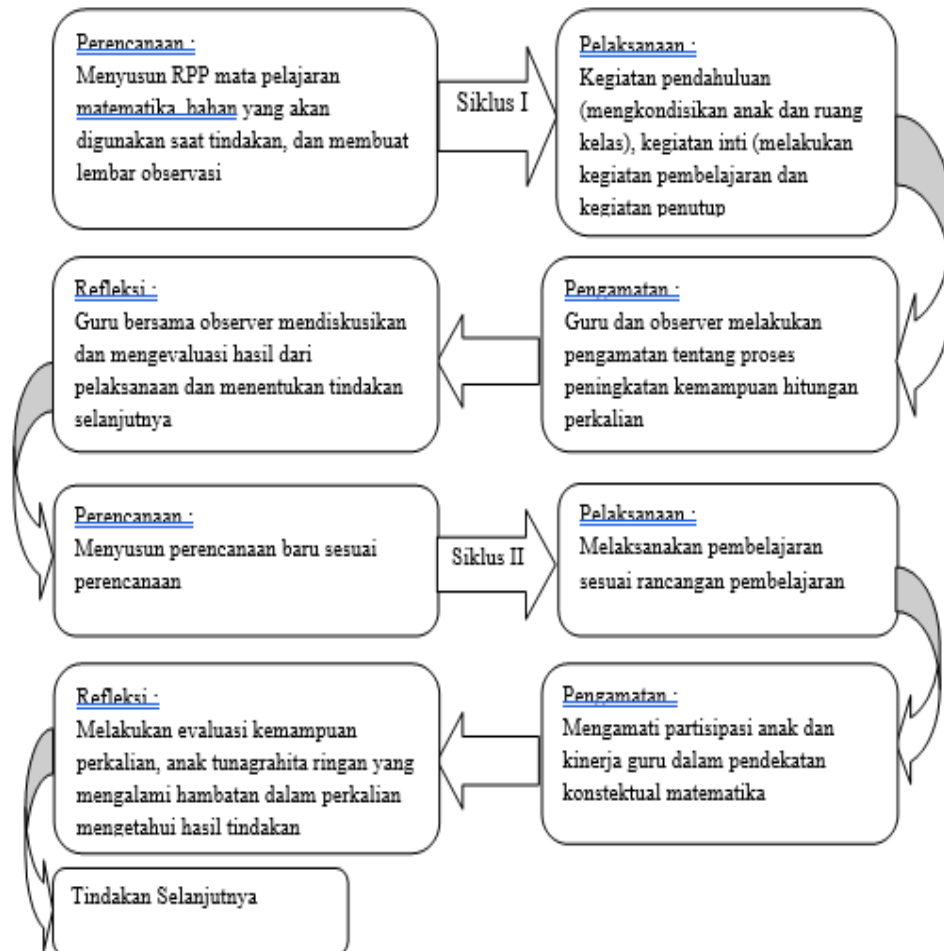 Perencanaan :
Menyusun RPP mata pelajaran
matematika bahan yang akan
digunakan saat tindakan, dan membuat
lembar observasi
Siklus I
Pelaksanaan :
Kegiatan pendahuluan
(mengkondisikan anak dan ruang
kelas), kegiatan inti (melakukan
kegiatan pembelajaran dan
kegiatan penutup
Pengamatan :
Guru dan observer melakukan
pengamatan tentang proses
peningkatan kemampuan hitungan
perkalian
Refleksi :
Guru bersama observer mendiskusikan
dan mengevaluasi hasil dari
pelaksanaan dan menentukan tindakan
selanjutnya
Perencanaan :
Menyusun perencanaan baru sesuai
perencanaan
Siklus II
Pelaksanaan :
Melaksanakan pembelajaran
sesuai rancangan pembelajaran
Pengamatan :
Mengamati partisipasi anak dan
kinerja guru dalam pendekatan
konstektual matematika
Refleksi :
Melakukan evaluasi kemampuan
perkalian, anak tunagrahita ringan yang
mengalami hambatan dalam perkalian
mengetahui hasil tindakan
Tindakan Selanjutnya